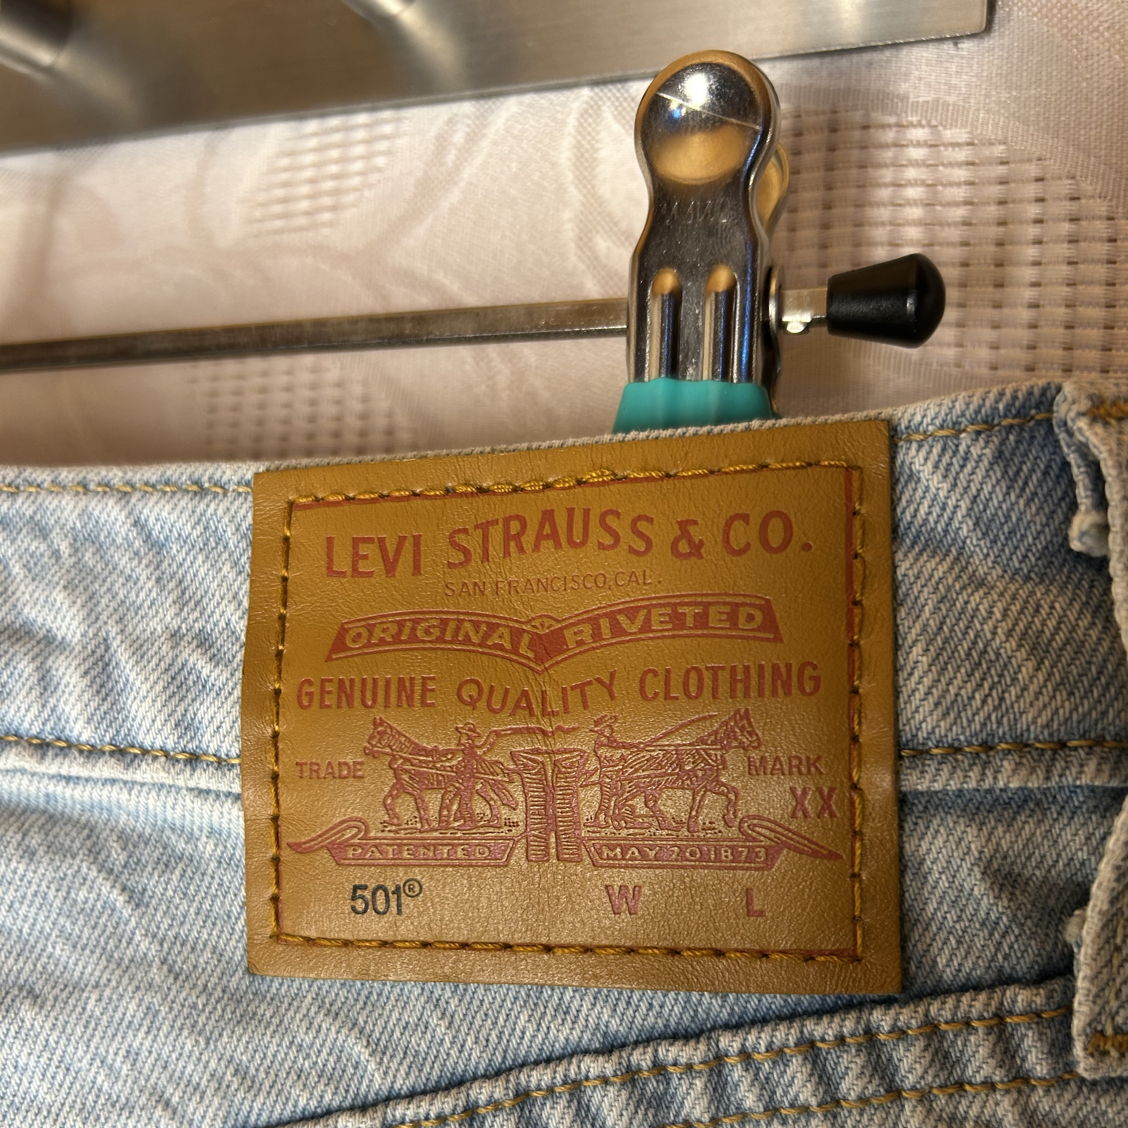 LEVI STRAUSS & CO.
SAN FRANCISCO, CAL.
ORIGINAL RIVETED
GENUINE QUALITY CLOTHING
TRADE MARK
XX
PATENTED MAY 20 1873
501® W L